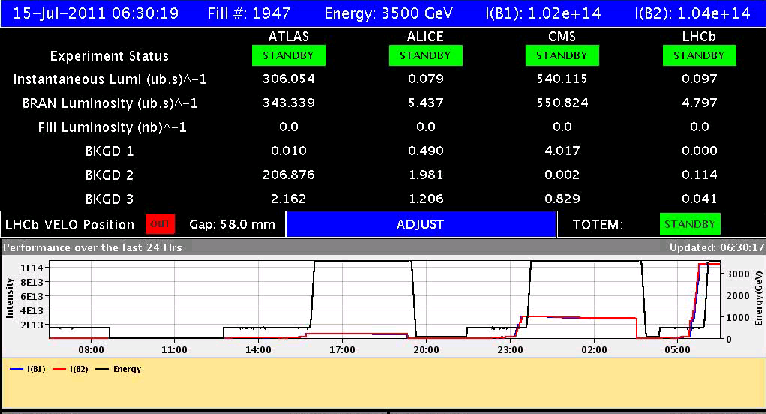 15-Jul-2011 06:30:19 Fill #: 1947 Energy: 3500 GeV I(B1): 1.02e+14 I(B2): 1.04e+14
ATLAS ALICE CMS LHCb
Experiment Status STANDBY STANDBY STANDBY STANDBY
Instantaneous Lumi (ub.s)^-1 306.054 0.079 540.115 0.097
BRAN Luminosity (ub.s)^-1 343.339 5.437 550.824 4.797
Fill Luminosity (nb)^-1 0.0 0.0 0.0 0.0
BKGD 1 0.010 0.490 4.017 0.000
BKGD 2 206.876 1.981 0.002 0.114
BKGD 3 2.162 1.206 0.829 0.041
LHCb VELO Position OUT Gap: 58.0 mm ADJUST TOTEM: STANDBY
Performance over the last 24 Hrs Updated: 06:30:17
Intensity
1E14
8E13
6E13
4E13
2E13
3000
2000
1000
0
Energy(GeV)
08:00 11:00 14:00 17:00 20:00 23:00 02:00 05:00
I(B1) I(B2) Energy